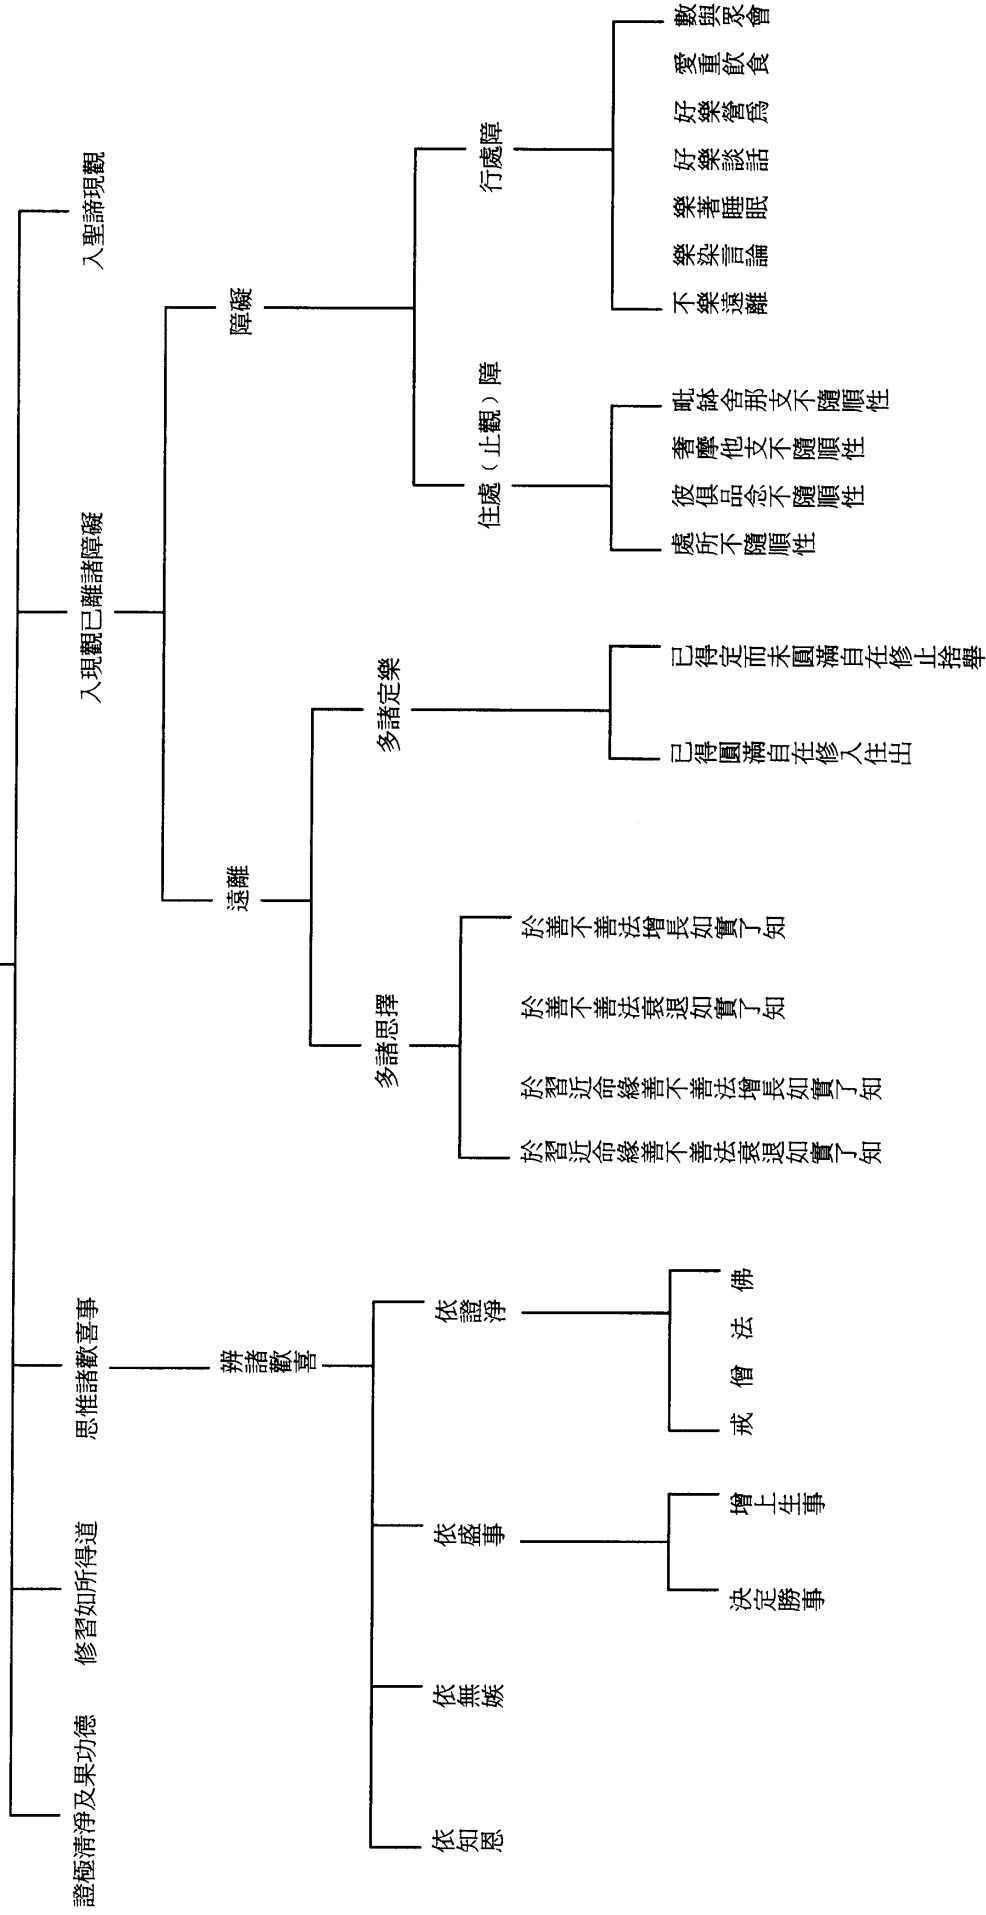 入聖諦現觀
入現觀已離諸障礙
障礙
行處障
數與眾會
愛重飲食
好樂營為
好樂談話
樂著睡眠
樂染言論
不樂遠離
住處（止觀）障
毗缽舍那支不隨順性
奢摩他支不隨順性
彼俱品念不隨順性
處所不隨順性
遠離
多諸定樂
已得定而未圓滿自在修止捨舉
已得圓滿自在修入住出
多諸思擇
於善不善法增長如實了知
於善不善法衰退如實了知
於習近命緣善不善法增長如實了知
於習近命緣善不善法衰退如實了知
思惟諸歡喜事
辨諸歡喜
依證淨
佛
法
僧
戒
依盛事
增上生事
決定勝事
依無嫉
依知恩
修習如所得道
證極清淨及果功德